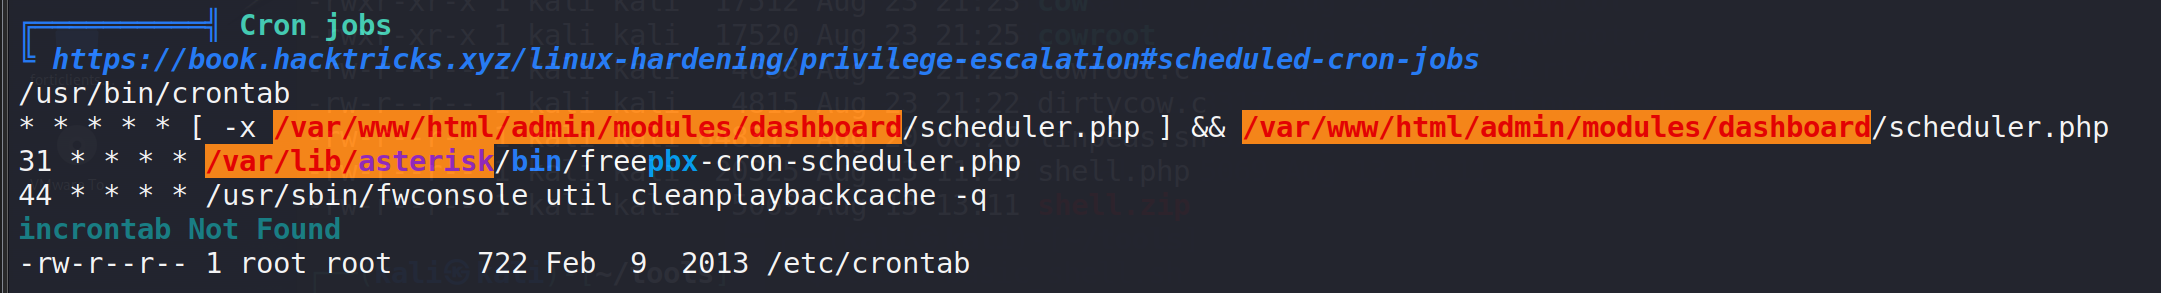 ╔══════════╣ Cron jobs
╚ https://book.hacktricks.xyz/linux-hardening/privilege-escalation#scheduled-cron-jobs
/usr/bin/crontab
* * * * * [ -x /var/www/html/admin/modules/dashboard/scheduler.php ] && /var/www/html/admin/modules/dashboard/scheduler.php
31 * * * * /var/lib/asterisk/bin/freepbx-cron-scheduler.php
44 * * * * /usr/sbin/fwconsole util cleanplaybackcache -q
incrontab Not Found
-rw-r--r-- 1 root root     722 Feb  9  2013 /etc/crontab